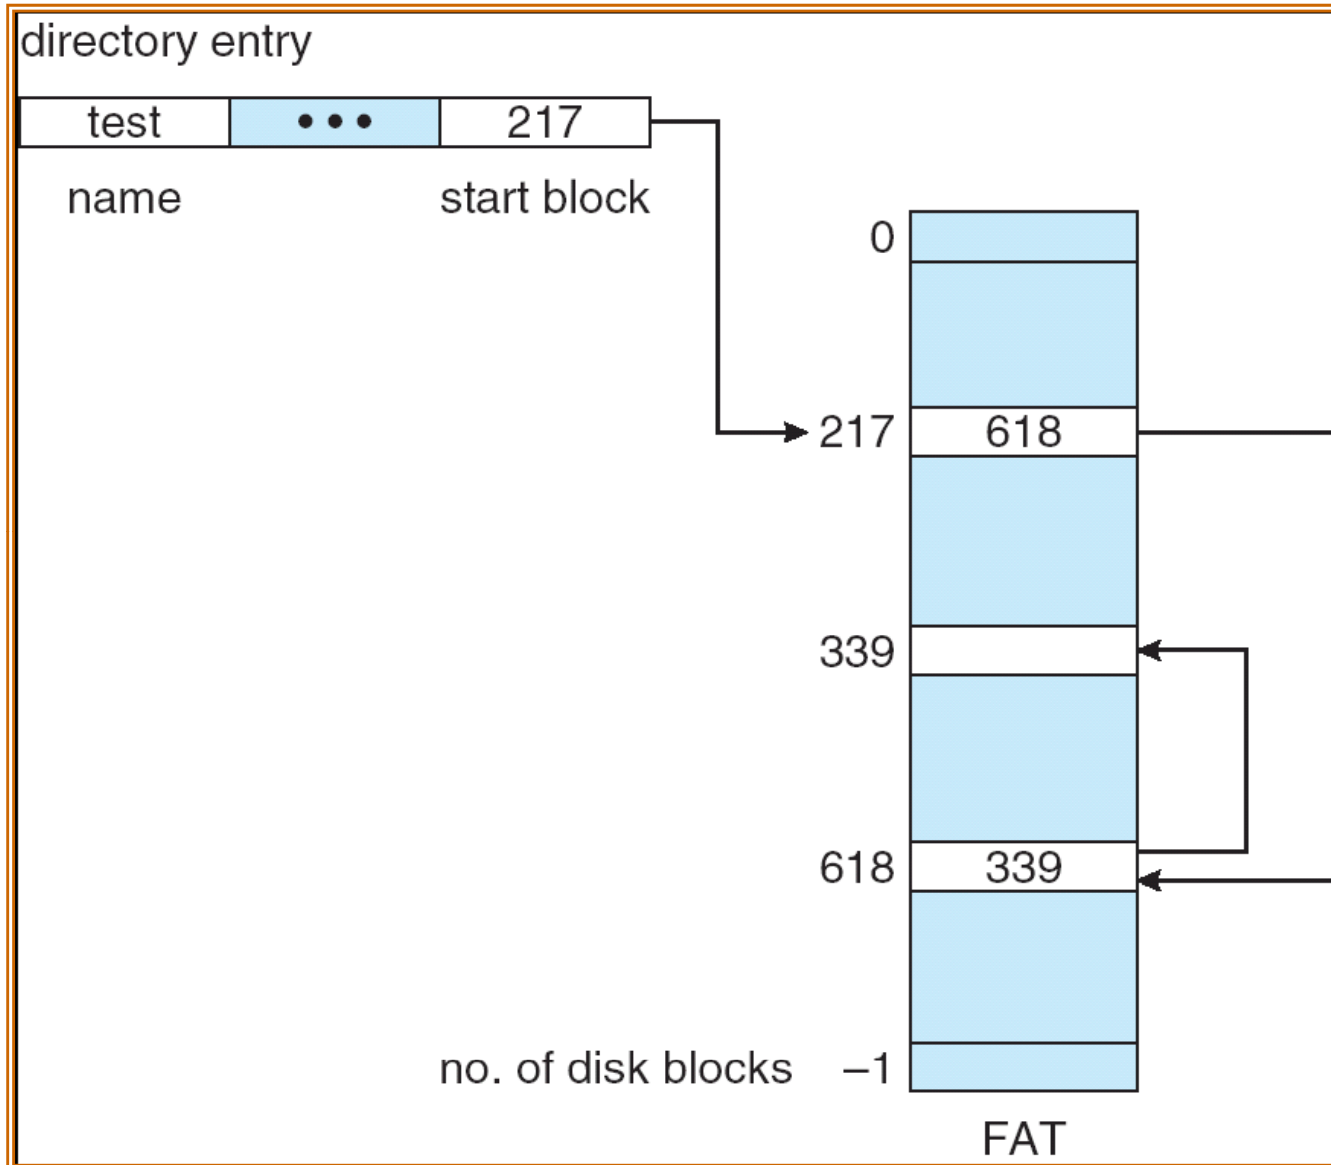 directory entry
test ••• 217
name start block
0
217 618
339
618 339
no. of disk blocks –1
FAT